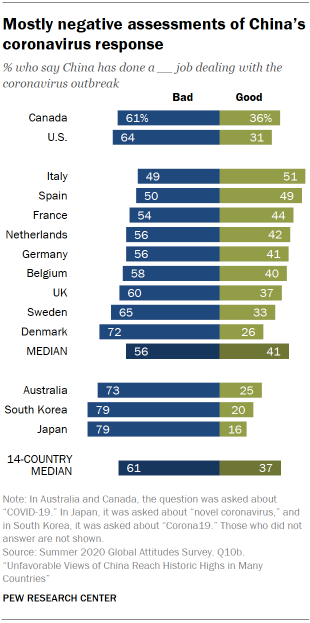 Mostly negative assessments of China's
coronavirus response
% who say China has done a __ job dealing with the
coronavirus outbreak
Bad Good
Canada 61% 36%
U.S. 64 31
Italy 49 51
Spain 50 49
France 54 44
Netherlands 56 42
Germany 56 41
Belgium 58 40
UK 60 37
Sweden 65 33
Denmark 72 26
MEDIAN 56 41
Australia 73 25
South Korea 79 20
Japan 79 16
14-COUNTRY
MEDIAN 61 37
Note: In Australia and Canada, the question was asked about
"COVID-19." In Japan, it was asked about "novel coronavirus," and
in South Korea, it was asked about "Corona19." Those who did not
answer are not shown.
Source: Summer 2020 Global Attitudes Survey. Q10b.
"Unfavorable Views of China Reach Historic Highs in Many
Countries"
PEW RESEARCH CENTER